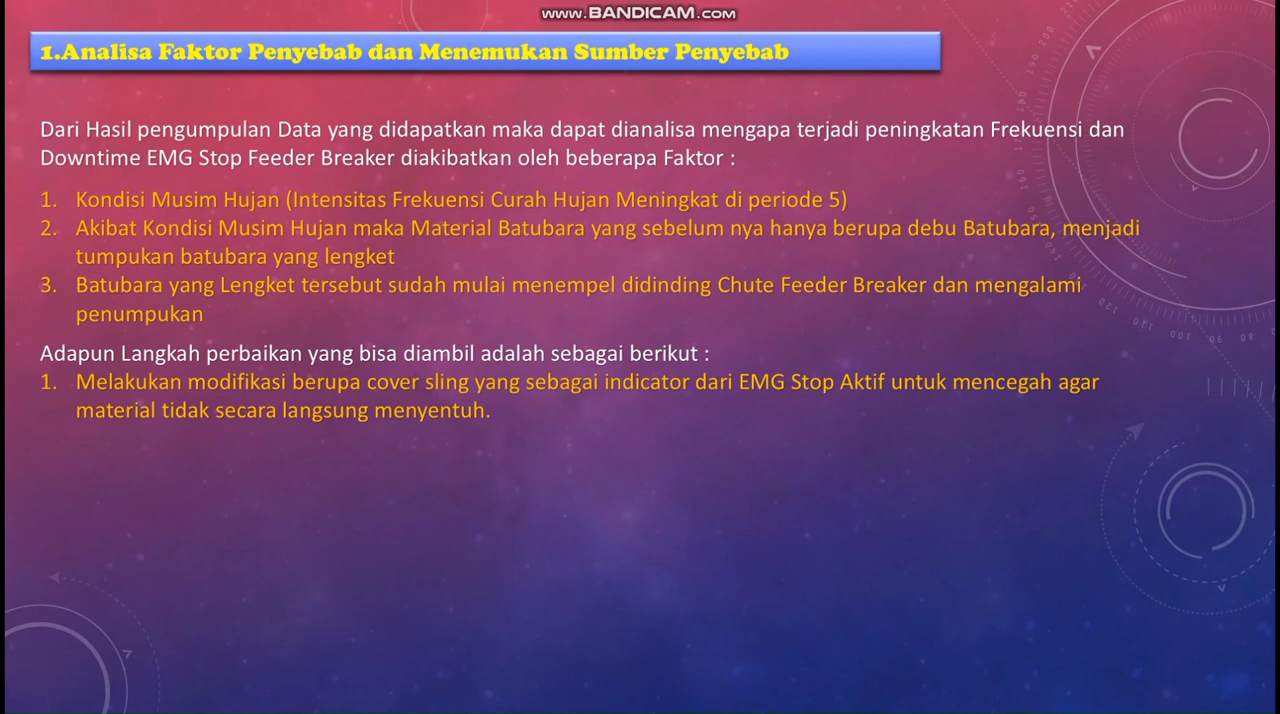 www.BANDICAM.com
1.Analisa Faktor Penyebab dan Menemukan Sumber Penyebab
Dari Hasil pengumpulan Data yang didapatkan maka dapat dianalisa mengapa terjadi peningkatan Frekuensi dan
Downtime EMG Stop Feeder Breaker diakibatkan oleh beberapa Faktor :
1. Kondisi Musim Hujan (Intensitas Frekuensi Curah Hujan Meningkat di periode 5)
2. Akibat Kondisi Musim Hujan maka Material Batubara yang sebelum nya hanya berupa debu Batubara, menjadi
tumpukan batubara yang lengket
3. Batubara yang Lengket tersebut sudah mulai menempel didinding Chute Feeder Breaker dan mengalami
penumpukan
Adapun Langkah perbaikan yang bisa diambil adalah sebagai berikut :
1. Melakukan modifikasi berupa cover sling yang sebagai indicator dari EMG Stop Aktif untuk mencegah agar
material tidak secara langsung menyentuh.